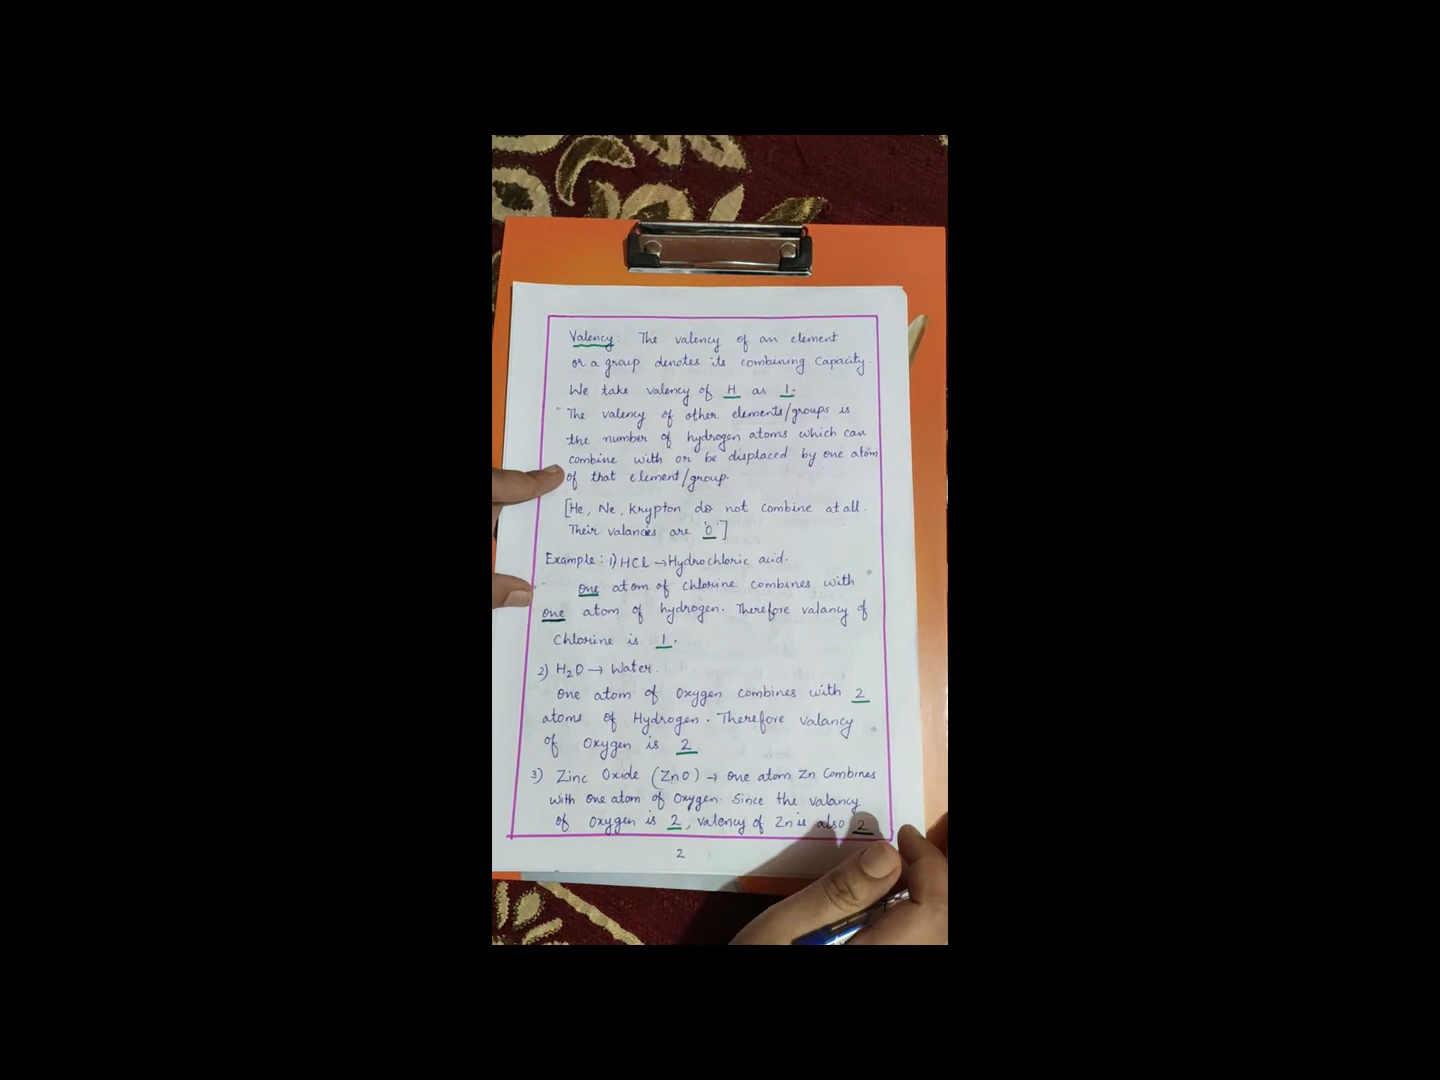 Valency: The valency of an element
or a group denotes its combining Capacity.
We take valency of H as 1.
"The valency of other elements/groups is
the number of hydrogen atoms which can
combine with or be displaced by one atom
of that element/group."
[He, Ne, Krypton do not combine at all.
Their valancies are '0']
Example: 1) HCl → Hydrochloric acid.
One atom of chlorine combines with
one atom of hydrogen. Therefore valancy of
Chlorine is 1.
2) H₂O → Water.
One atom of Oxygen combines with 2
atoms of Hydrogen. Therefore valancy
of Oxygen is 2
3) Zinc Oxide (ZnO) → one atom Zn Combines
with one atom of Oxygen. Since the valancy
of Oxygen is 2, valency of Zn is also 2
2